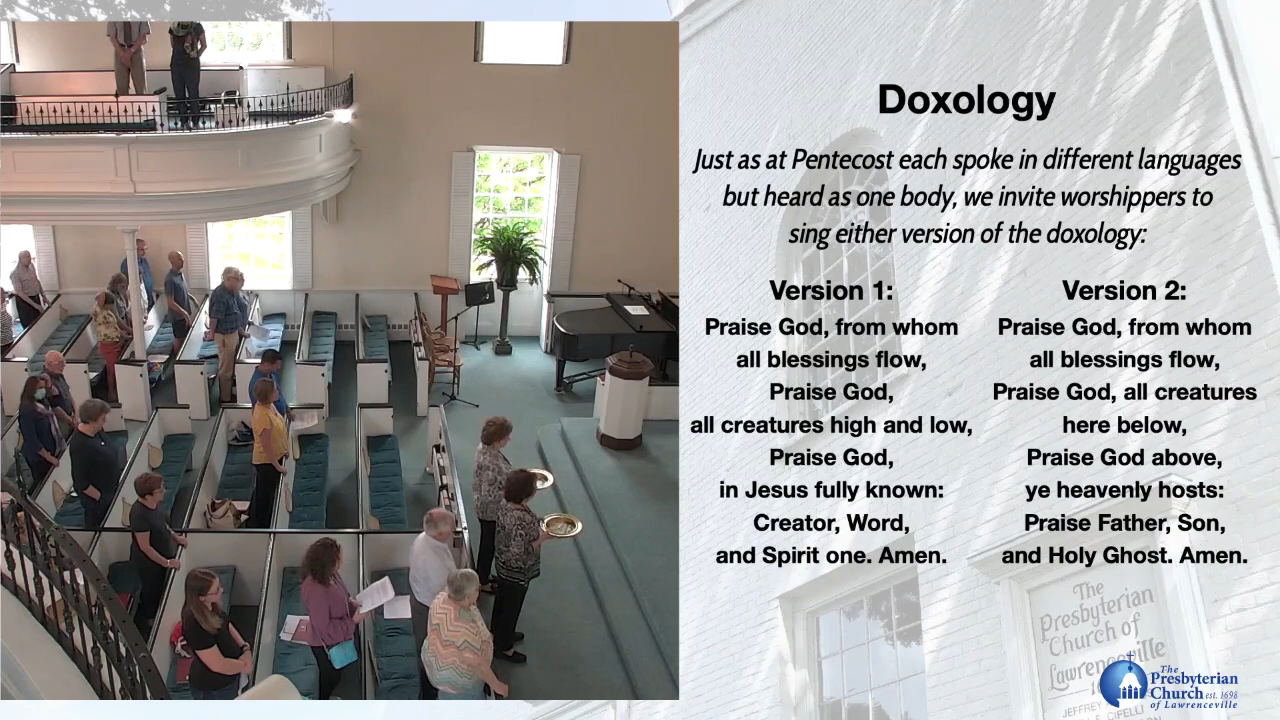 Doxology
Just as at Pentecost each spoke in different languages
but heard as one body, we invite worshippers to
sing either version of the doxology:
Version 1:
Praise God, from whom
all blessings flow,
Praise God,
all creatures high and low,
Praise God,
in Jesus fully known:
Creator, Word,
and Spirit one. Amen.
Version 2:
Praise God, from whom
all blessings flow,
Praise God, all creatures
here below,
Praise God above,
ye heavenly hosts:
Praise Father, Son,
and Holy Ghost. Amen.
The
Presbyterian
Church of
Lawrenceville
JEFFREY
CIFELLI
The
Presbyterian
Church est. 1698
of Lawrenceville